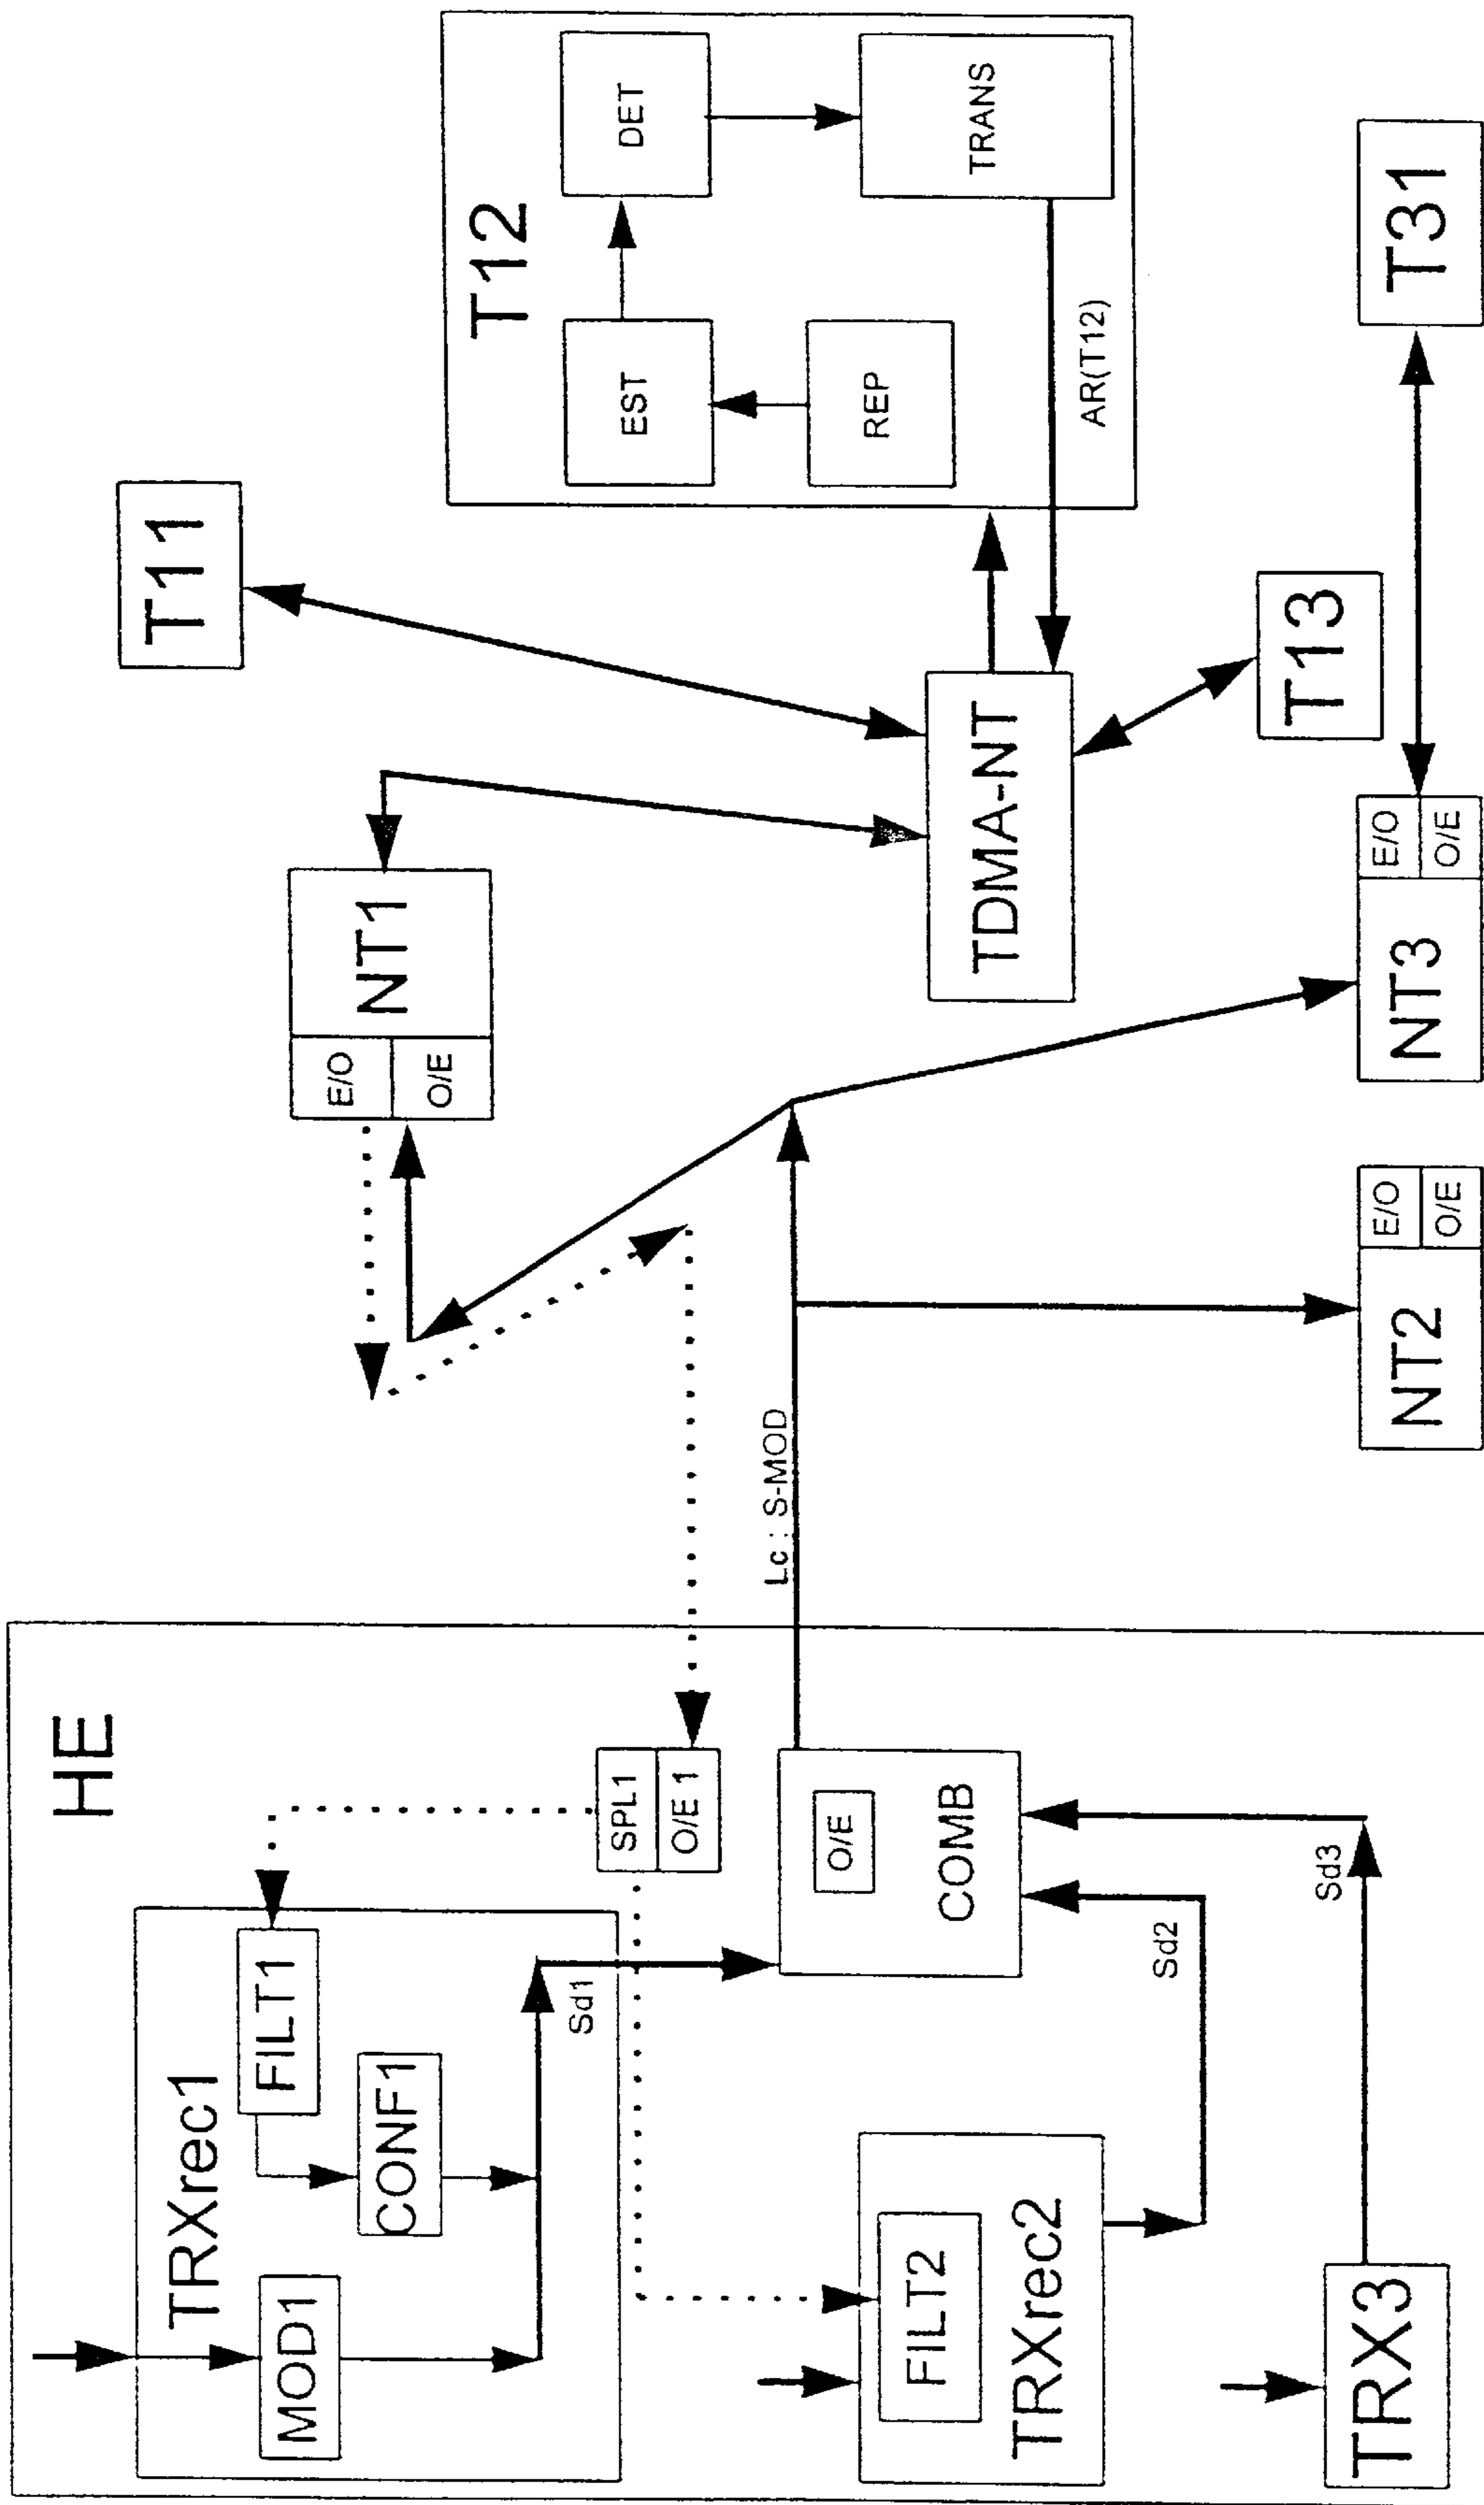 HE
TRXrec1
MOD1
FILT1
CONF1
Sd1
SPL1
O/E 1
TRXrec2
FILT2
Sd2
TRX3
Sd3
COMB
O/E
Lc : S-MOD
NT1
E/O
O/E
NT2
E/O
O/E
NT3
E/O
O/E
TDMA-NT
T11
T12
EST
DET
REP
TRANS
AR(T12)
T13
T31